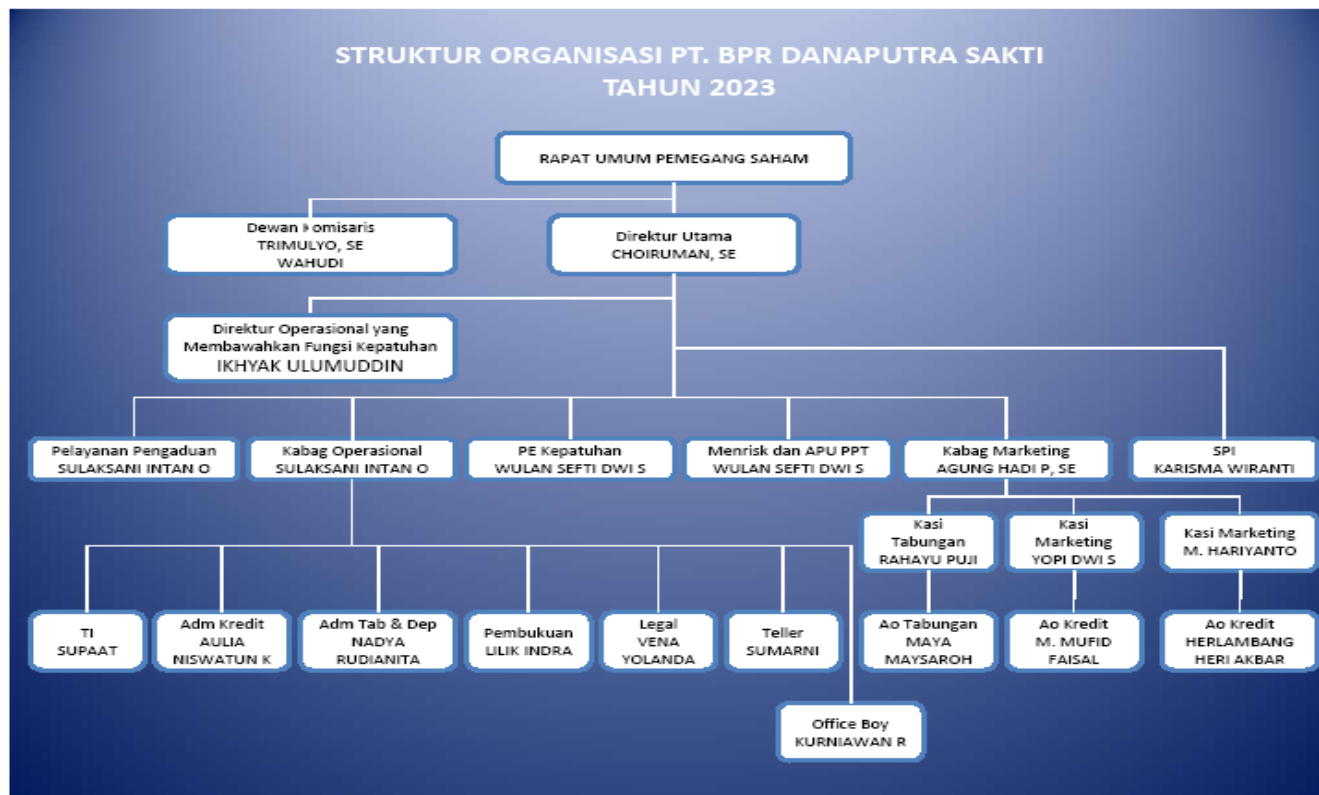 STRUKTUR ORGANISASI PT. BPR DANAPUTRA SAKTI
TAHUN 2023
RAPAT UMUM PEMEGANG SAHAM
Dewan Komisaris
TRIMULYO, SE
WAHUDI
Direktur Utama
CHOIRUMAN, SE
Direktur Operasional yang
Membawahkan Fungsi Kepatuhan
IKHYAK ULUMUDDIN
Pelayanan Pengaduan
SULAKSANI INTAN O
Kabag Operasional
SULAKSANI INTAN O
PE Kepatuhan
WULAN SEFTI DWI S
Menrisk dan APU PPT
WULAN SEFTI DWI S
Kabag Marketing
AGUNG HADI P, SE
SPI
KARISMA WIRANTI
Kasi
Tabungan
RAHAYU PUJI
Kasi
Marketing
YOPI DWI S
Kasi Marketing
M. HARIYANTO
TI
SUPAAT
Adm Kredit
AULIA
NISWATUN K
Adm Tab & Dep
NADYA
RUDIANITA
Pembukuan
LILIK INDRA
Legal
VENA
YOLANDA
Teller
SUMARNI
Ao Tabungan
MAYA
MAYSAROH
Ao Kredit
M. MUFID
FAISAL
Ao Kredit
HERLAMBANG
HERI AKBAR
Office Boy
KURNIAWAN R